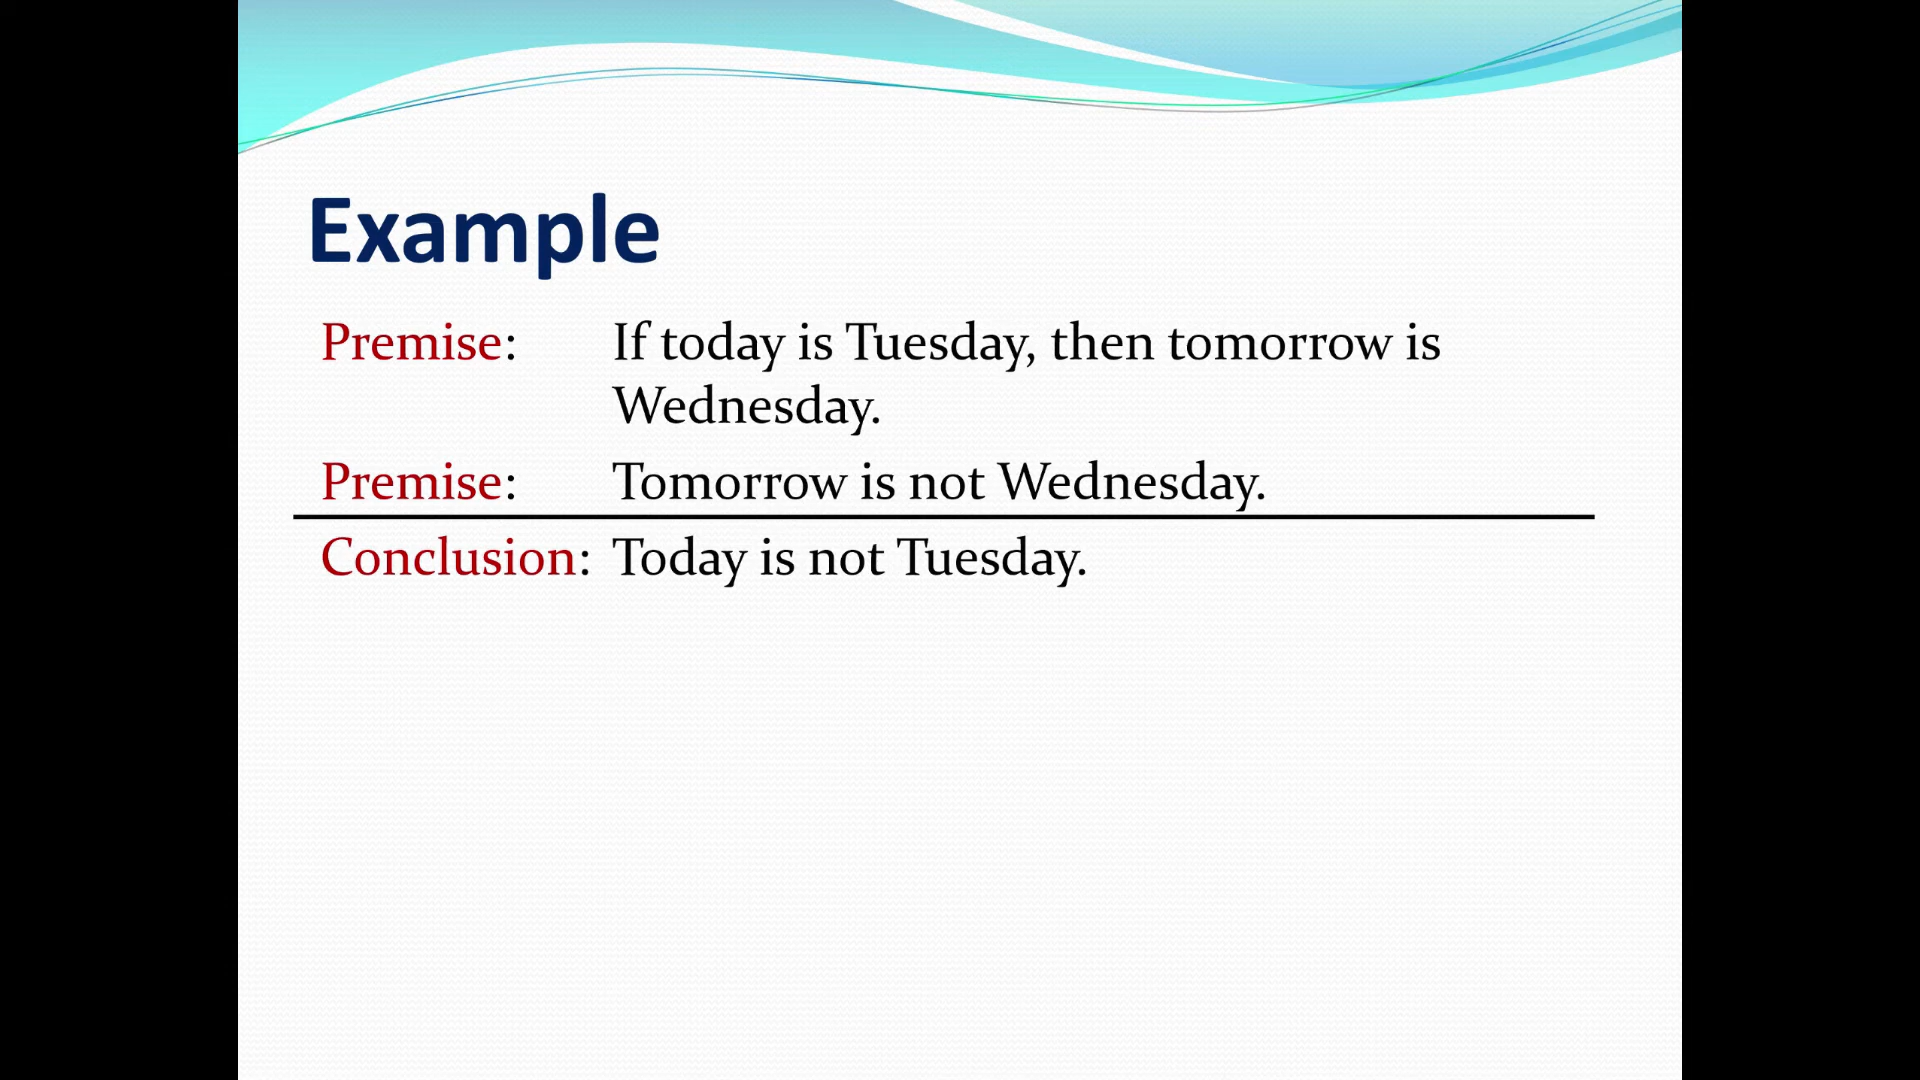 Example
Premise: If today is Tuesday, then tomorrow is
Wednesday.
Premise: Tomorrow is not Wednesday.
Conclusion: Today is not Tuesday.